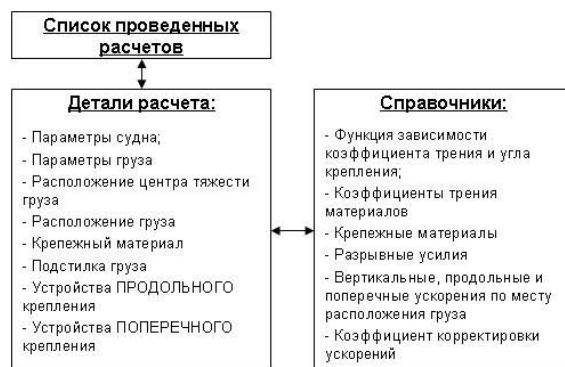 Список проведенных
расчетов
Детали расчета:
- Параметры судна;
- Параметры груза
- Расположение центра тяжести
груза
- Расположение груза
- Крепежный материал
- Подстилка груза
- Устройства ПРОДОЛЬНОГО
крепления
- Устройства ПОПЕРЕЧНОГО
крепления
Справочники:
- Функция зависимости
коэффициента трения и угла
крепления;
- Коэффициенты трения
материалов
- Крепежные материалы
- Разрывные усилия
- Вертикальные, продольные и
поперечные ускорения по месту
расположения груза
- Коэффициент корректировки
ускорений